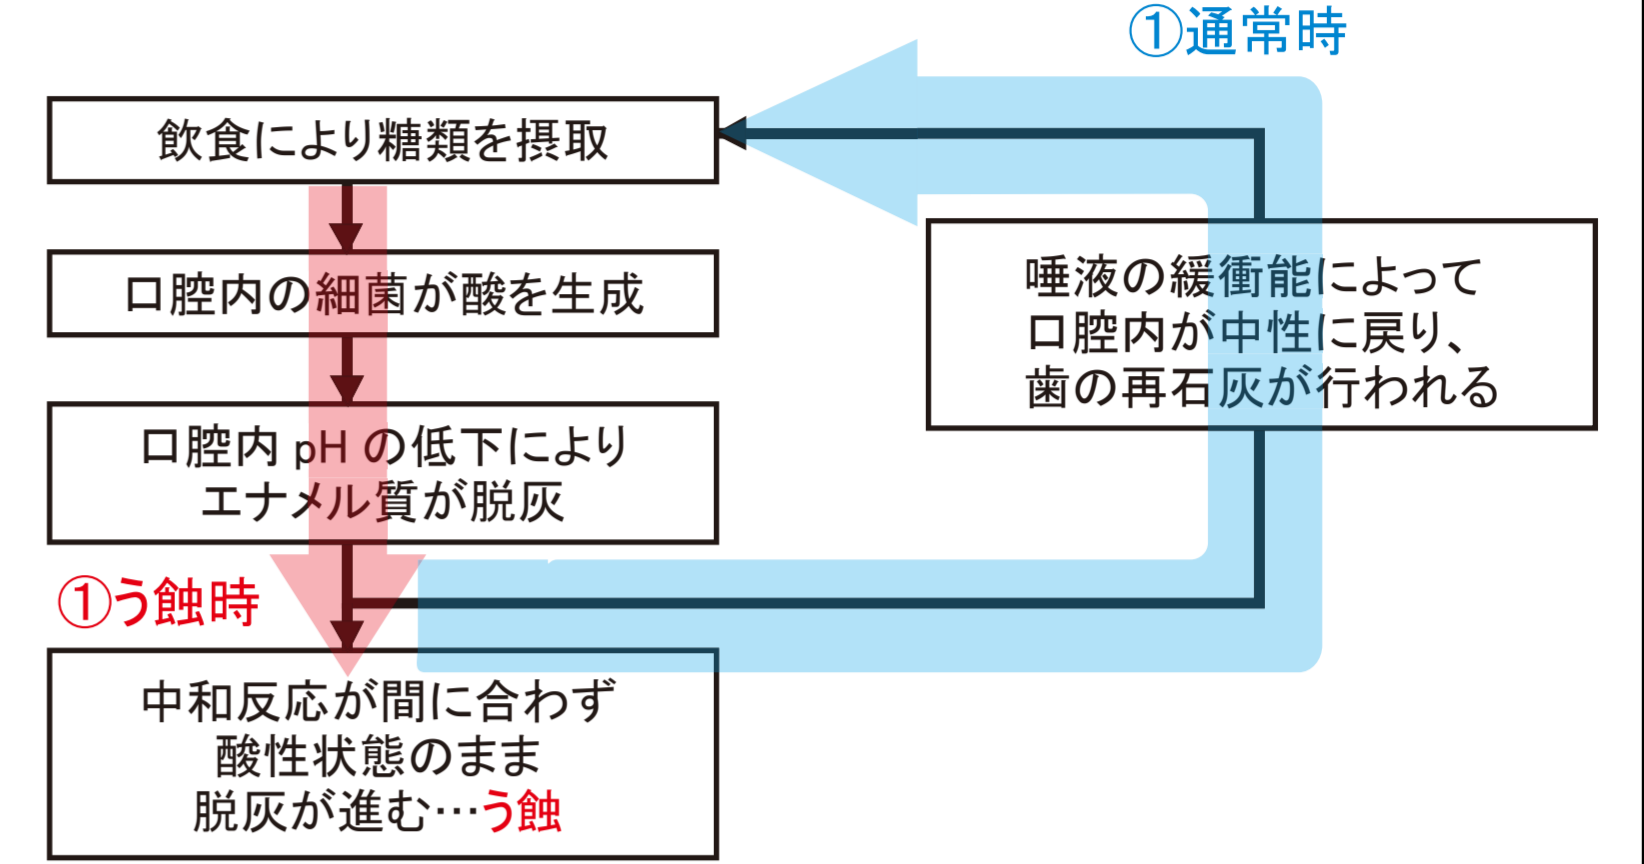 ①通常時
飲食により糖類を摂取
口腔内の細菌が酸を生成
口腔内 pH の低下により
エナメル質が脱灰
唾液の緩衝能によって
口腔内が中性に戻り、
歯の再石灰が行われる
①う蝕時
中和反応が間に合わず
酸性状態のまま
脱灰が進む…う蝕